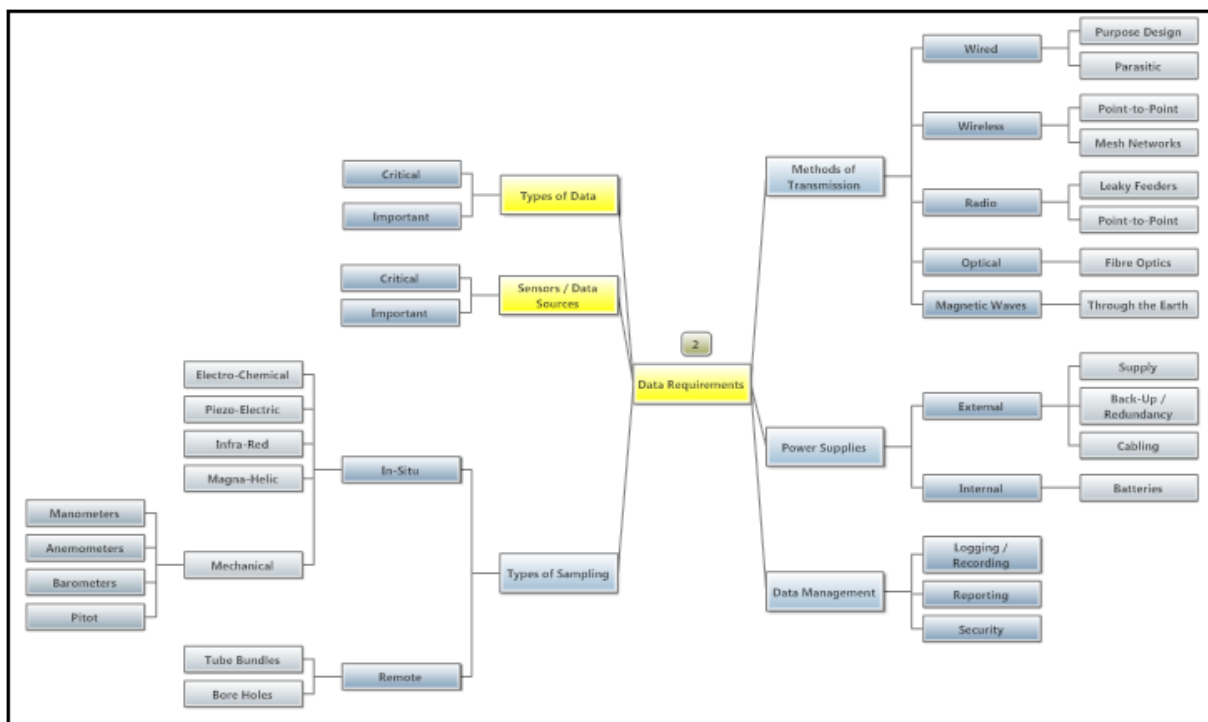 Purpose Design
Wired
Parasitic
Point-to-Point
Wireless
Mesh Networks
Methods of
Transmission
Leaky Feeders
Radio
Point-to-Point
Optical
Fibre Optics
Magnetic Waves
Through the Earth
Critical
Types of Data
Important
Critical
Sensors / Data
Sources
Important
2
Data Requirements
Supply
External
Back-Up /
Redundancy
Cabling
Power Supplies
Internal
Batteries
Logging /
Recording
Data Management
Reporting
Security
Electro-Chemical
Piezo-Electric
Infra-Red
Magna-Helic
In-Situ
Manometers
Anemometers
Mechanical
Barometers
Pitot
Types of Sampling
Tube Bundles
Remote
Bore Holes